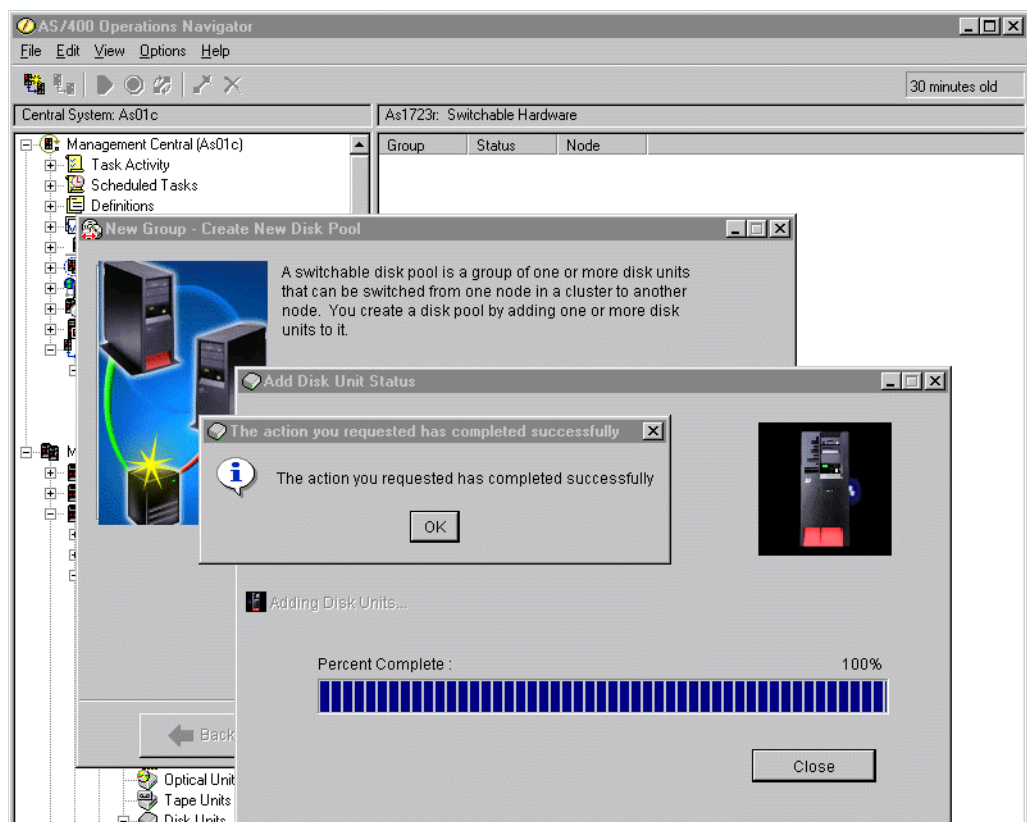 AS/400 Operations Navigator
File Edit View Options Help
30 minutes old
Central System: As01c
As1723r: Switchable Hardware
Management Central (As01c)
Group Status Node
Task Activity
Scheduled Tasks
Definitions
New Group - Create New Disk Pool
A switchable disk pool is a group of one or more disk units
that can be switched from one node in a cluster to another
node. You create a disk pool by adding one or more disk
units to it.
Add Disk Unit Status
The action you requested has completed successfully
The action you requested has completed successfully
OK
Adding Disk Units...
Percent Complete : 100%
Back
Close
Optical Unit
Tape Units
Disk Units